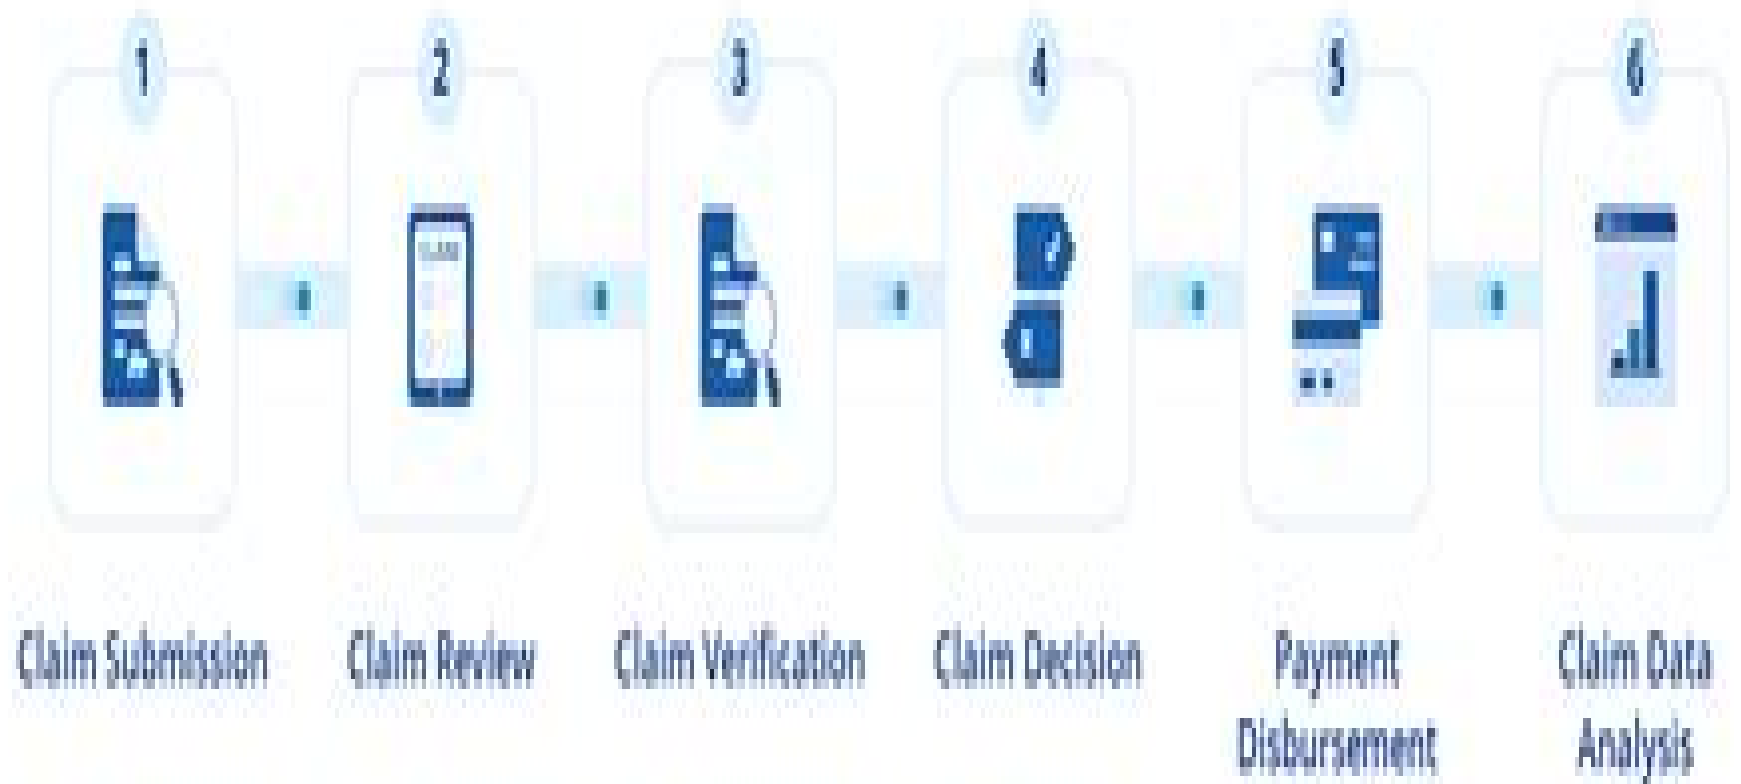 1
2
3
4
5
6
Claim Submission
Claim Review
Claim Verification
Claim Decision
Payment
Disbursement
Claim Data
Analysis